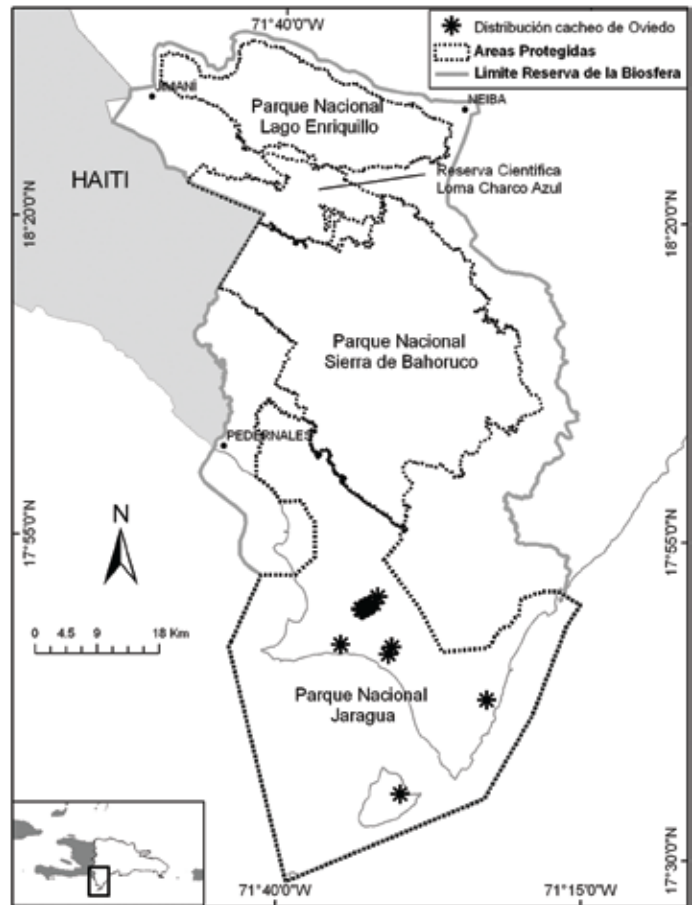 71°40'0"W
Distribución cacheo de Oviedo
Areas Protegidas
Limite Reserva de la Biosfera
JIMANÍ
NEIBA
Parque Nacional
Lago Enriquillo
HAITI
Reserva Científica
Loma Charco Azul
18°20'0"N
18°20'0"N
Parque Nacional
Sierra de Bahoruco
PEDERNALES
N
17°55'0"N
17°55'0"N
0 4.5 9 18 Km
Parque Nacional
Jaragua
17°30'0"N
71°40'0"W
71°15'0"W